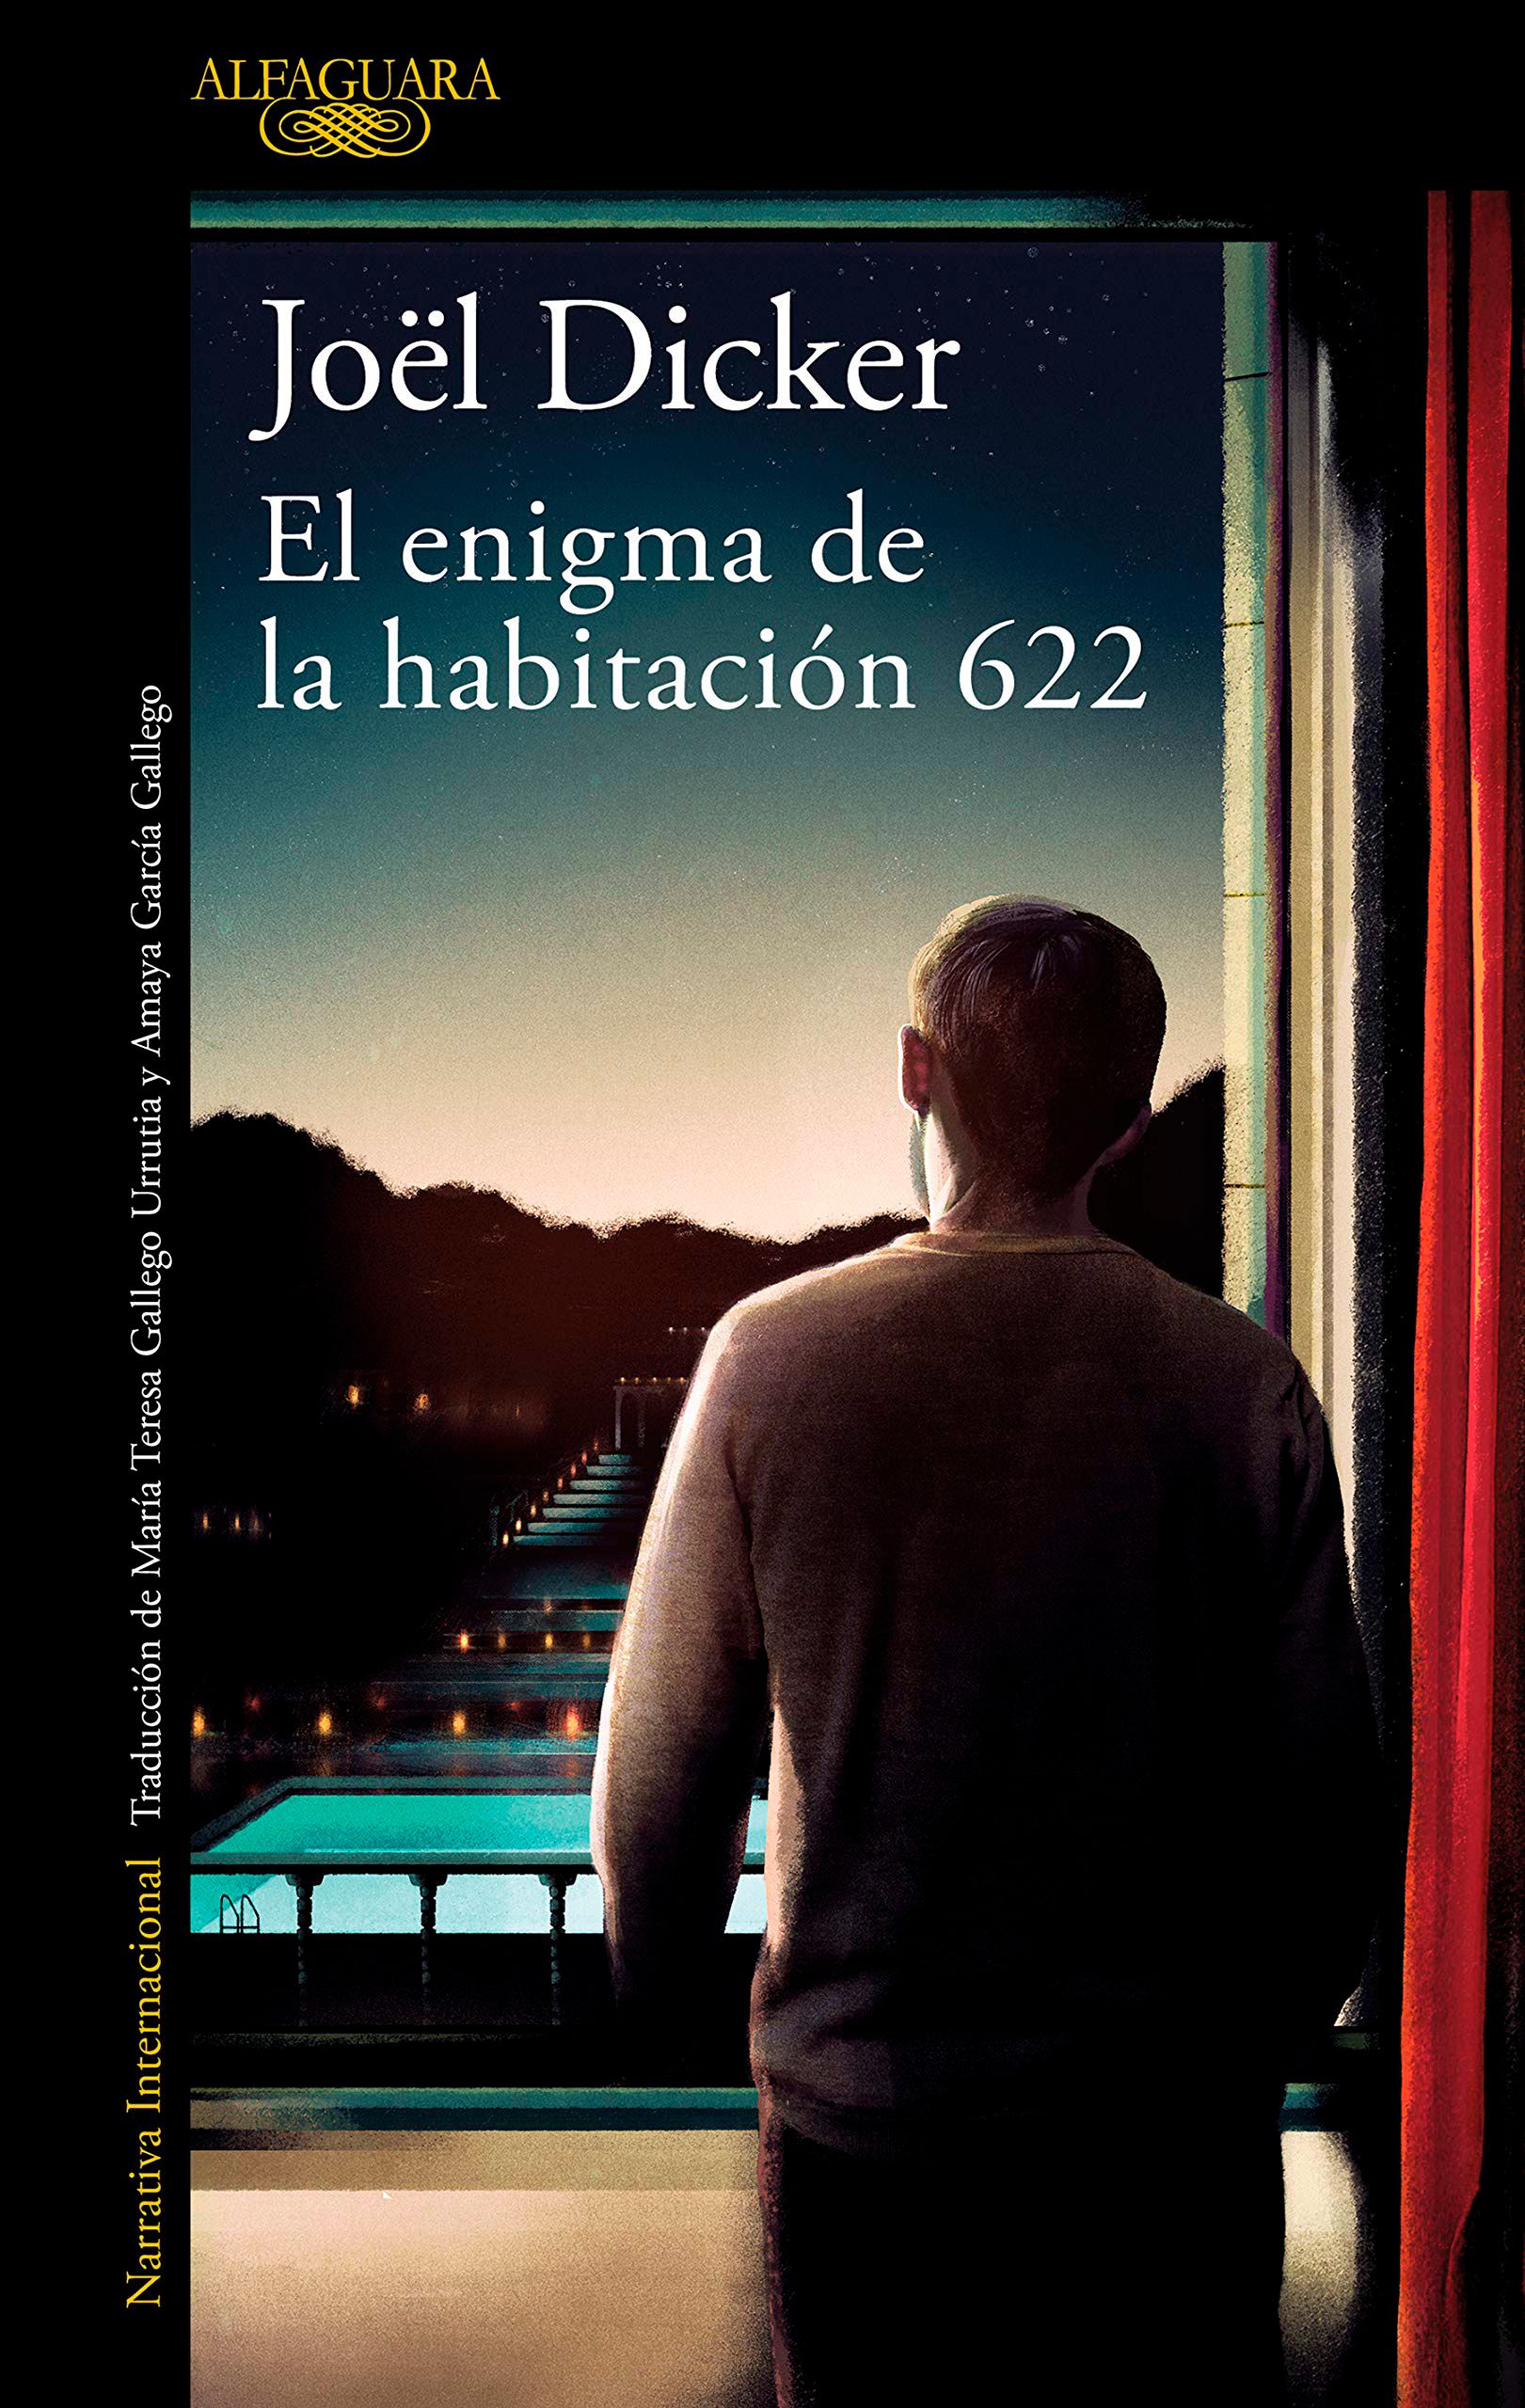 ALFAGUARA
Joël Dicker
El enigma de
la habitación 622
Narrativa Internacional Traducción de María Teresa Gallego Urrutia y Amaya García Gallego